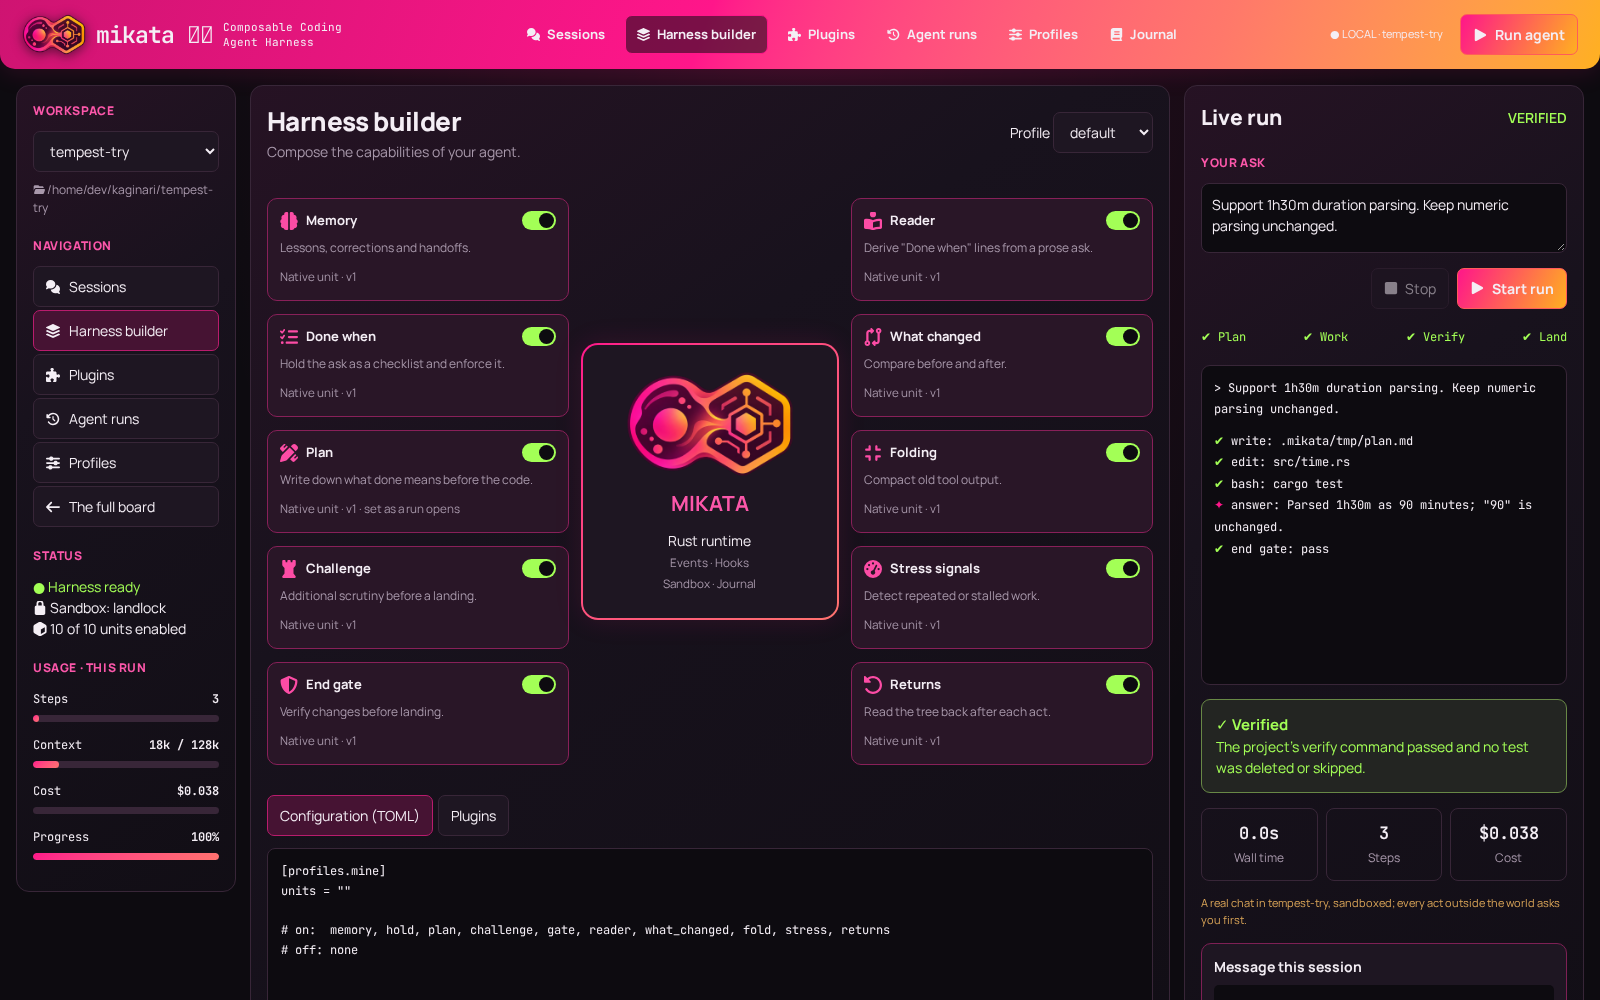 mikata
Composable Coding
Agent Harness
Sessions
Harness builder
Plugins
Agent runs
Profiles
Journal
LOCAL · tempest-try
Run agent
WORKSPACE
tempest-try
/home/dev/kaginari/tempest-
try
NAVIGATION
Sessions
Harness builder
Plugins
Agent runs
Profiles
The full board
STATUS
Harness ready
Sandbox: landlock
10 of 10 units enabled
USAGE · THIS RUN
Steps 3
Context 18k / 128k
Cost $0.038
Progress 100%
Harness builder
Compose the capabilities of your agent.
Profile default
Memory
Lessons, corrections and handoffs.
Native unit · v1
Done when
Hold the ask as a checklist and enforce it.
Native unit · v1
Plan
Write down what done means before the code.
Native unit · v1 · set as a run opens
Challenge
Additional scrutiny before a landing.
Native unit · v1
End gate
Verify changes before landing.
Native unit · v1
MIKATA
Rust runtime
Events · Hooks
Sandbox · Journal
Reader
Derive "Done when" lines from a prose ask.
Native unit · v1
What changed
Compare before and after.
Native unit · v1
Folding
Compact old tool output.
Native unit · v1
Stress signals
Detect repeated or stalled work.
Native unit · v1
Returns
Read the tree back after each act.
Native unit · v1
Configuration (TOML)
Plugins
[profiles.mine]
units = ""
# on:  memory, hold, plan, challenge, gate, reader, what_changed, fold, stress, returns
# off: none
Live run
VERIFIED
YOUR ASK
Support 1h30m duration parsing. Keep numeric
parsing unchanged.
Stop
Start run
✔ Plan
✔ Work
✔ Verify
✔ Land
> Support 1h30m duration parsing. Keep numeric
parsing unchanged.
✔ write: .mikata/tmp/plan.md
✔ edit: src/time.rs
✔ bash: cargo test
✦ answer: Parsed 1h30m as 90 minutes; "90" is
unchanged.
✔ end gate: pass
✓ Verified
The project's verify command passed and no test
was deleted or skipped.
0.0s
Wall time
3
Steps
$0.038
Cost
A real chat in tempest-try, sandboxed; every act outside the world asks
you first.
Message this session